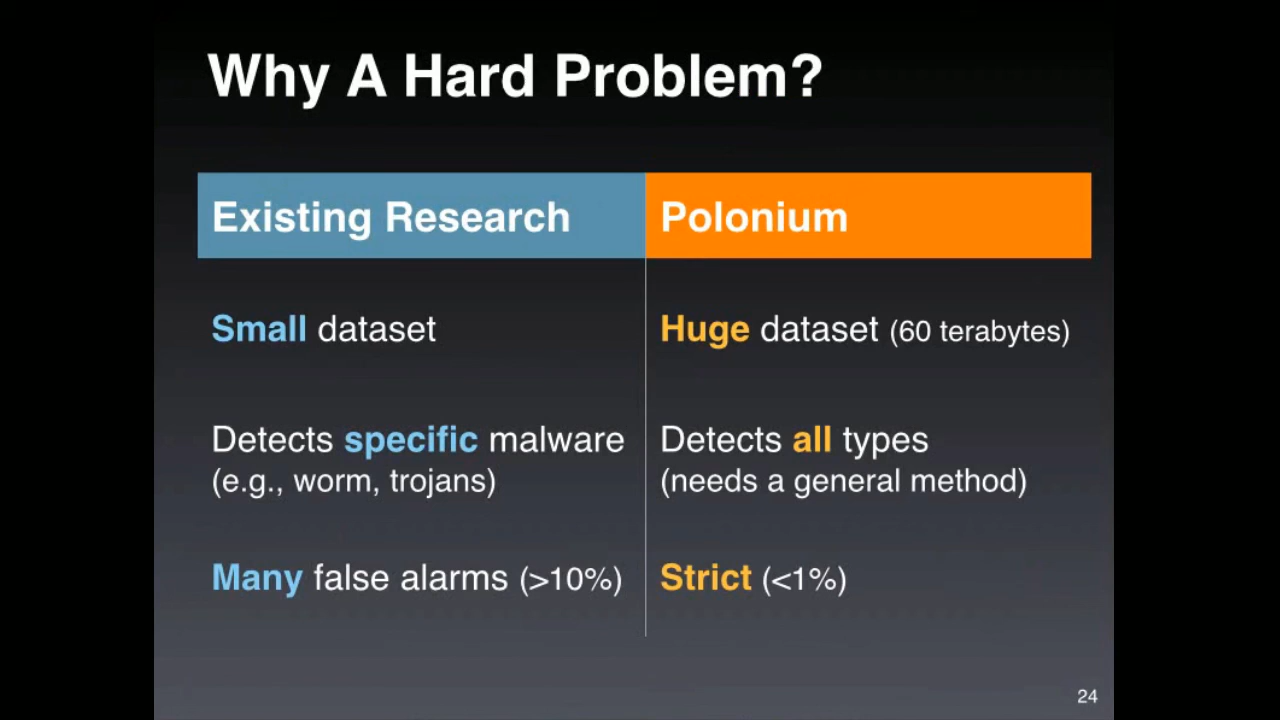 Why A Hard Problem?
Existing Research
Polonium
Small dataset
Huge dataset (60 terabytes)
Detects specific malware
(e.g., worm, trojans)
Detects all types
(needs a general method)
Many false alarms (>10%)
Strict (<1%)
24